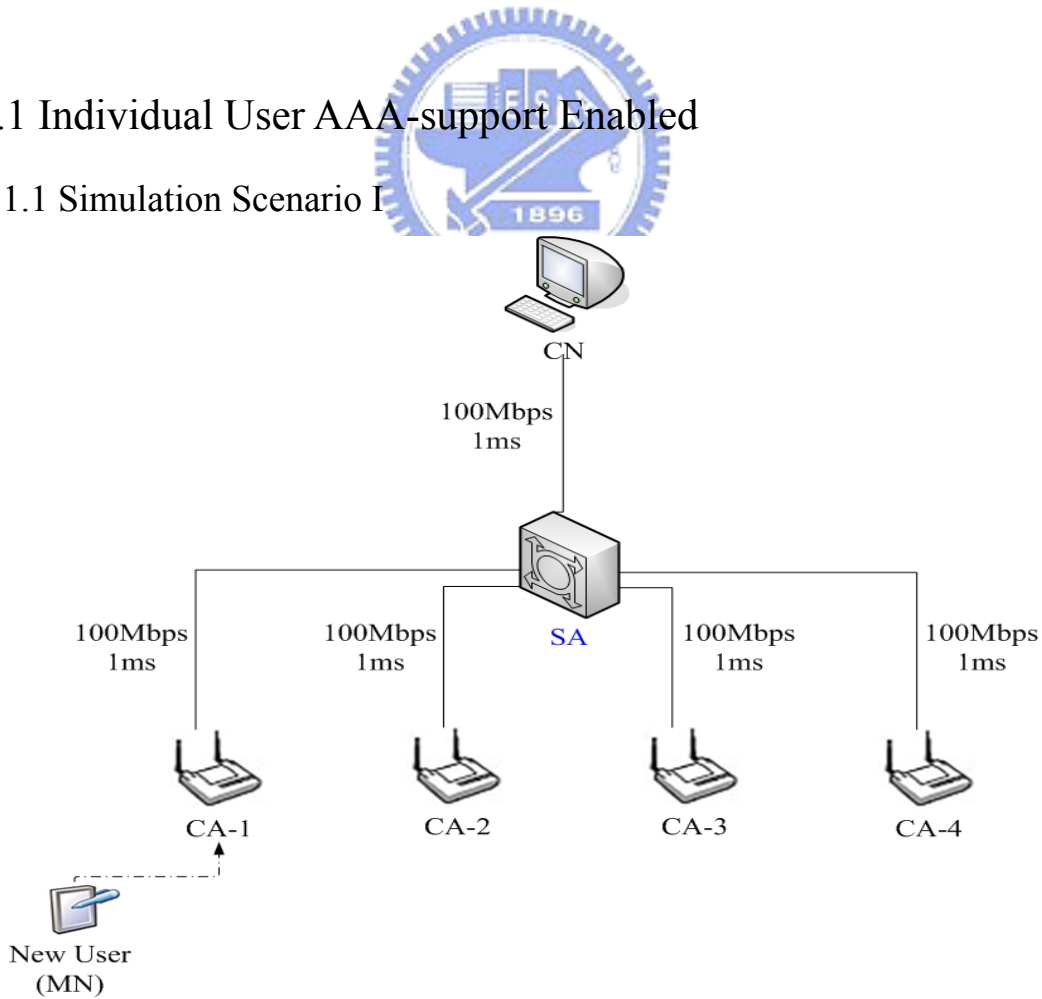 .1 Individual User AAA-support Enabled
1.1 Simulation Scenario I
1896
CN
100Mbps
1ms
SA
100Mbps
1ms
100Mbps
1ms
100Mbps
1ms
100Mbps
1ms
CA-1
CA-2
CA-3
CA-4
New User
(MN)